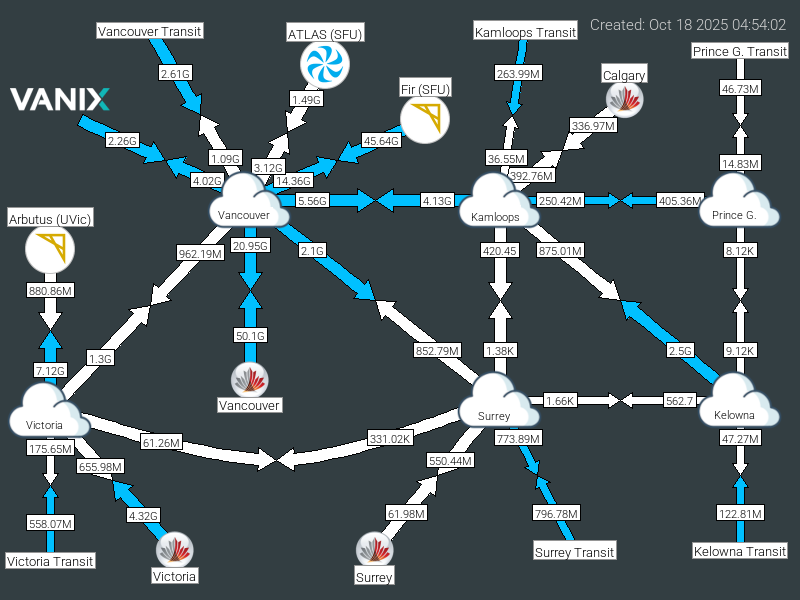 Created: Oct 18 2025 04:54:02
Vancouver Transit
ATLAS (SFU)
Kamloops Transit
Prince G. Transit
2.61G
263.99M
Calgary
46.73M
Fir (SFU)
VANIX
1.49G
336.97M
2.26G
45.64G
1.09G
3.12G
36.55M
14.83M
4.02G
14.36G
392.76M
5.56G
4.13G
250.42M
405.36M
Vancouver
Kamloops
Prince G.
Arbutus (UVic)
962.19M
20.95G
2.1G
420.45
875.01M
8.12K
880.86M
50.1G
1.3G
852.79M
1.38K
2.5G
9.12K
7.12G
Vancouver
1.66K
562.7
Victoria
Surrey
Kelowna
175.65M
61.26M
331.02K
773.89M
47.27M
655.98M
550.44M
558.07M
4.32G
61.98M
796.78M
122.81M
Victoria Transit
Victoria
Surrey
Surrey Transit
Kelowna Transit